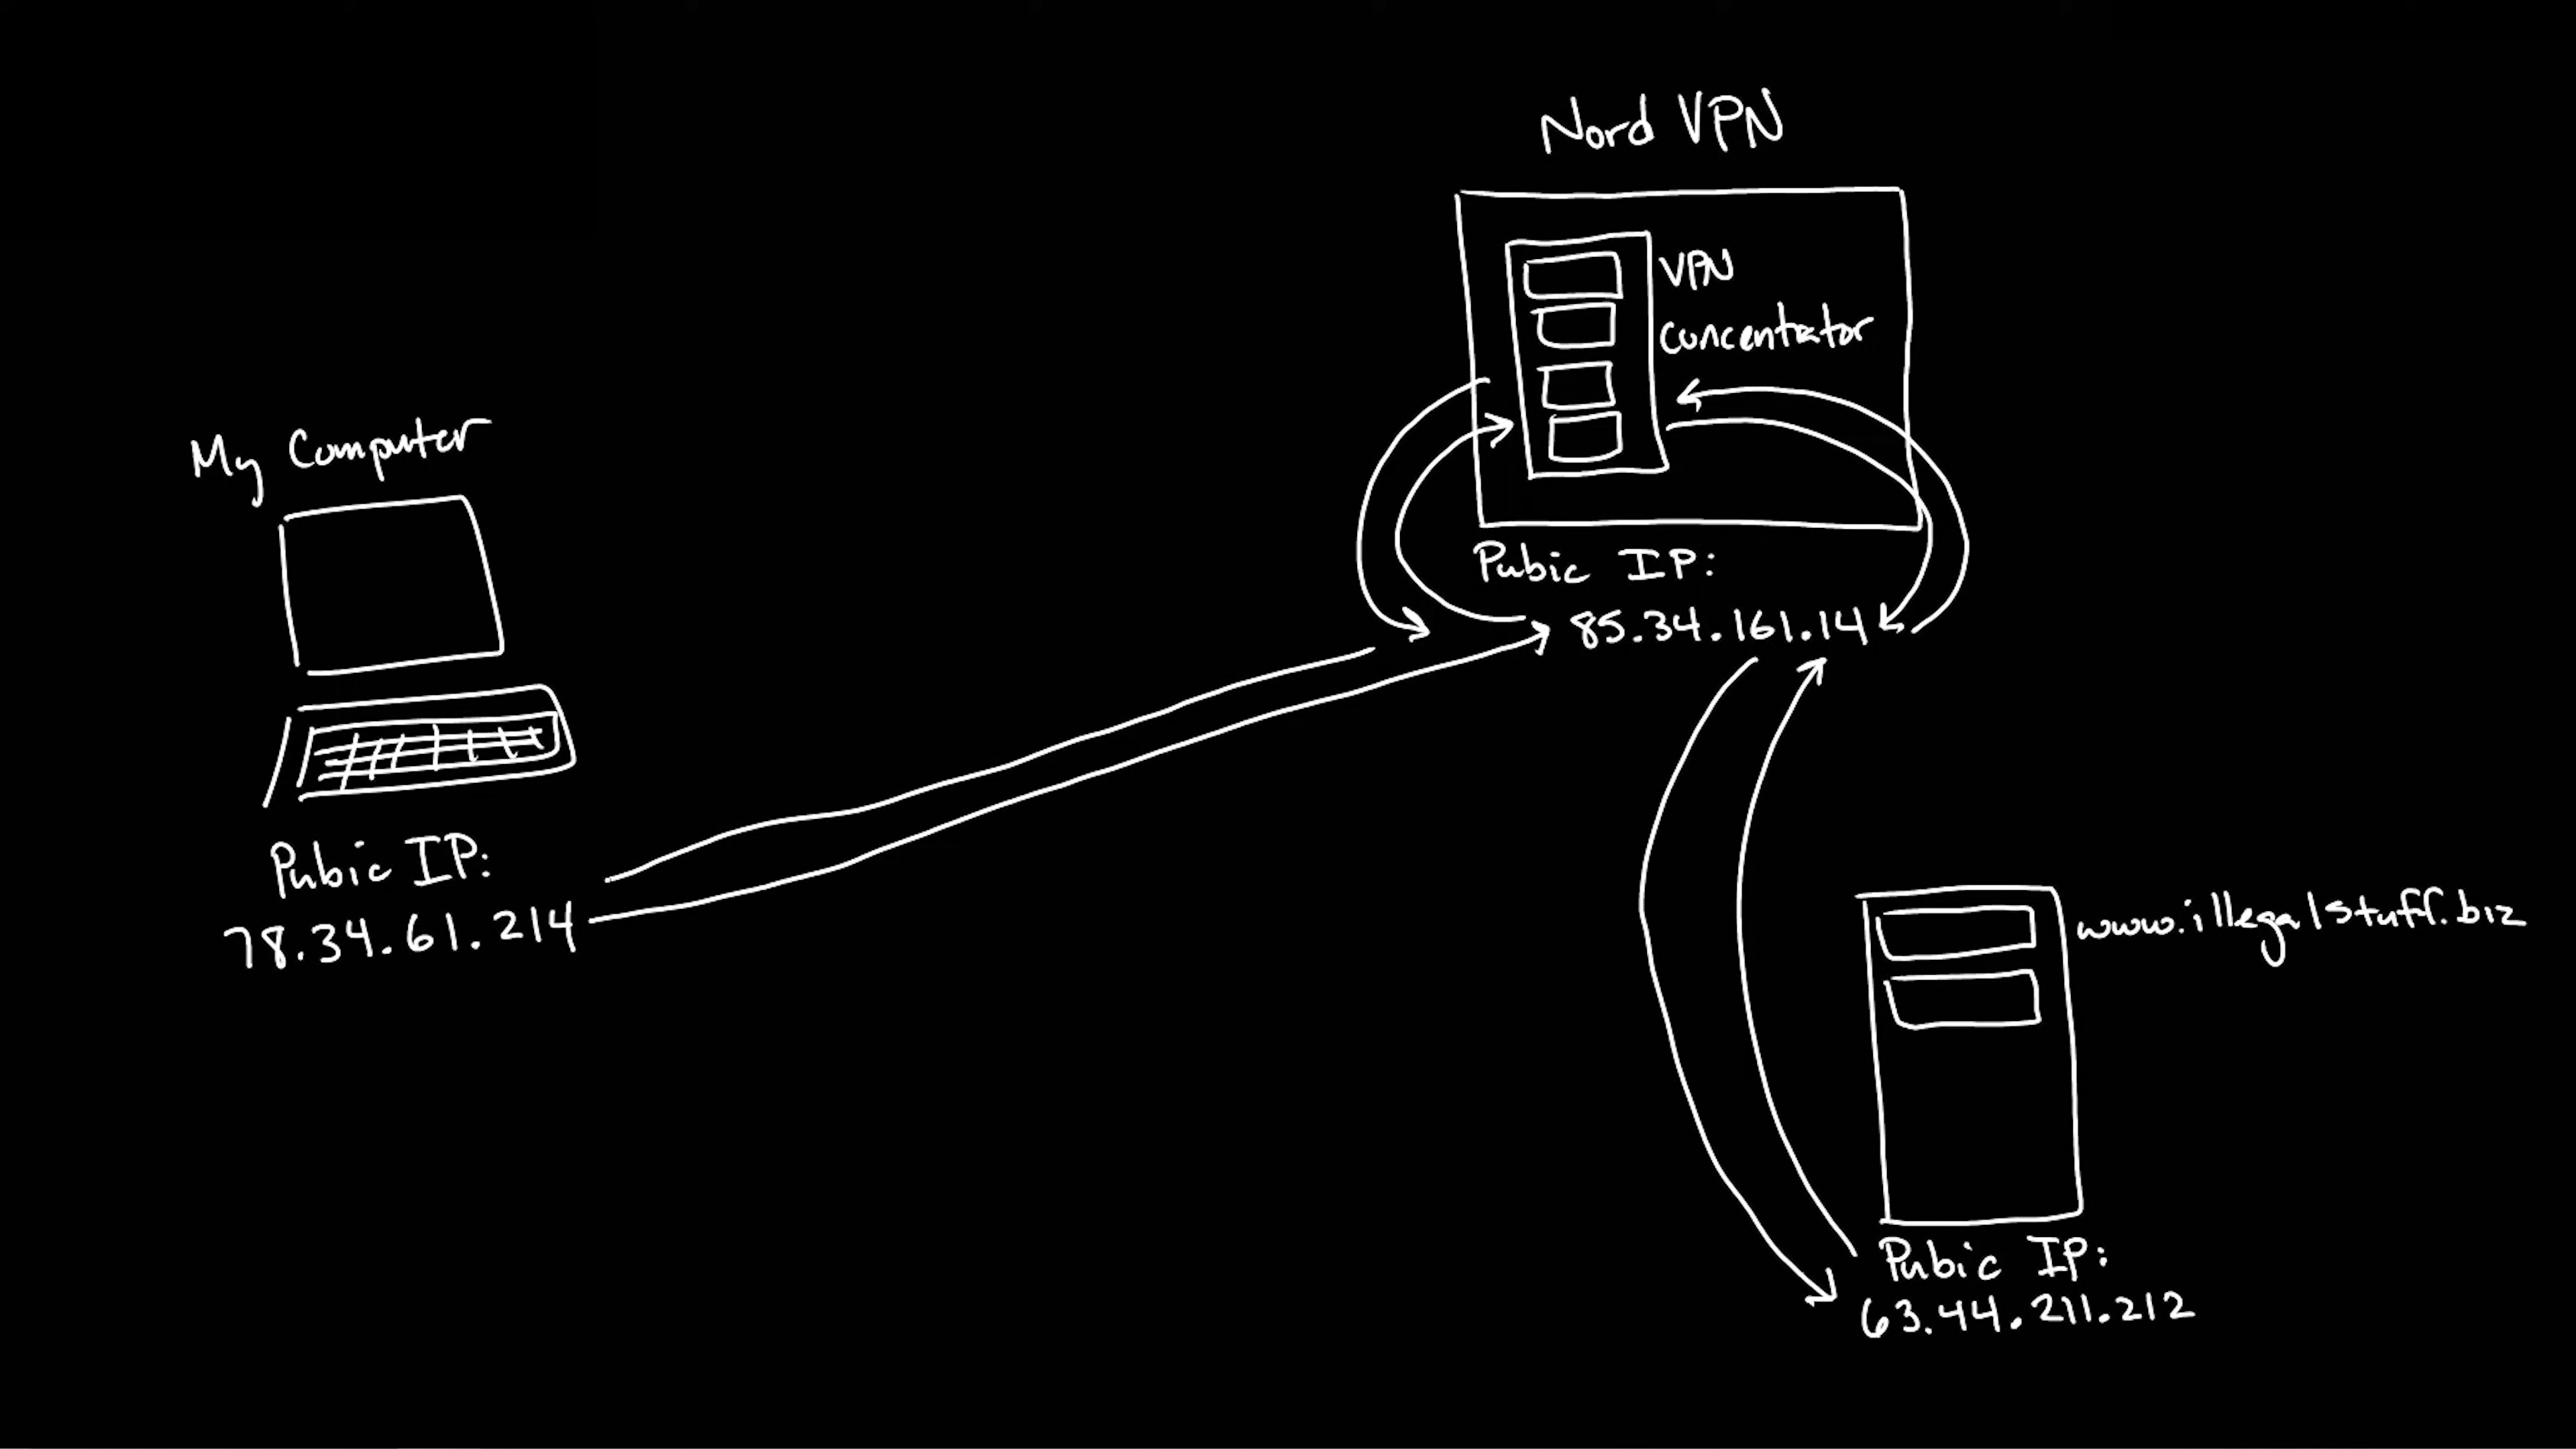 Nord VPN
VPN
concentrator
My Computer
Pubic IP:
85.34.161.14
Pubic IP:
78.34.61.214
www.illegalstuff.biz
Pubic IP:
63.44.211.212